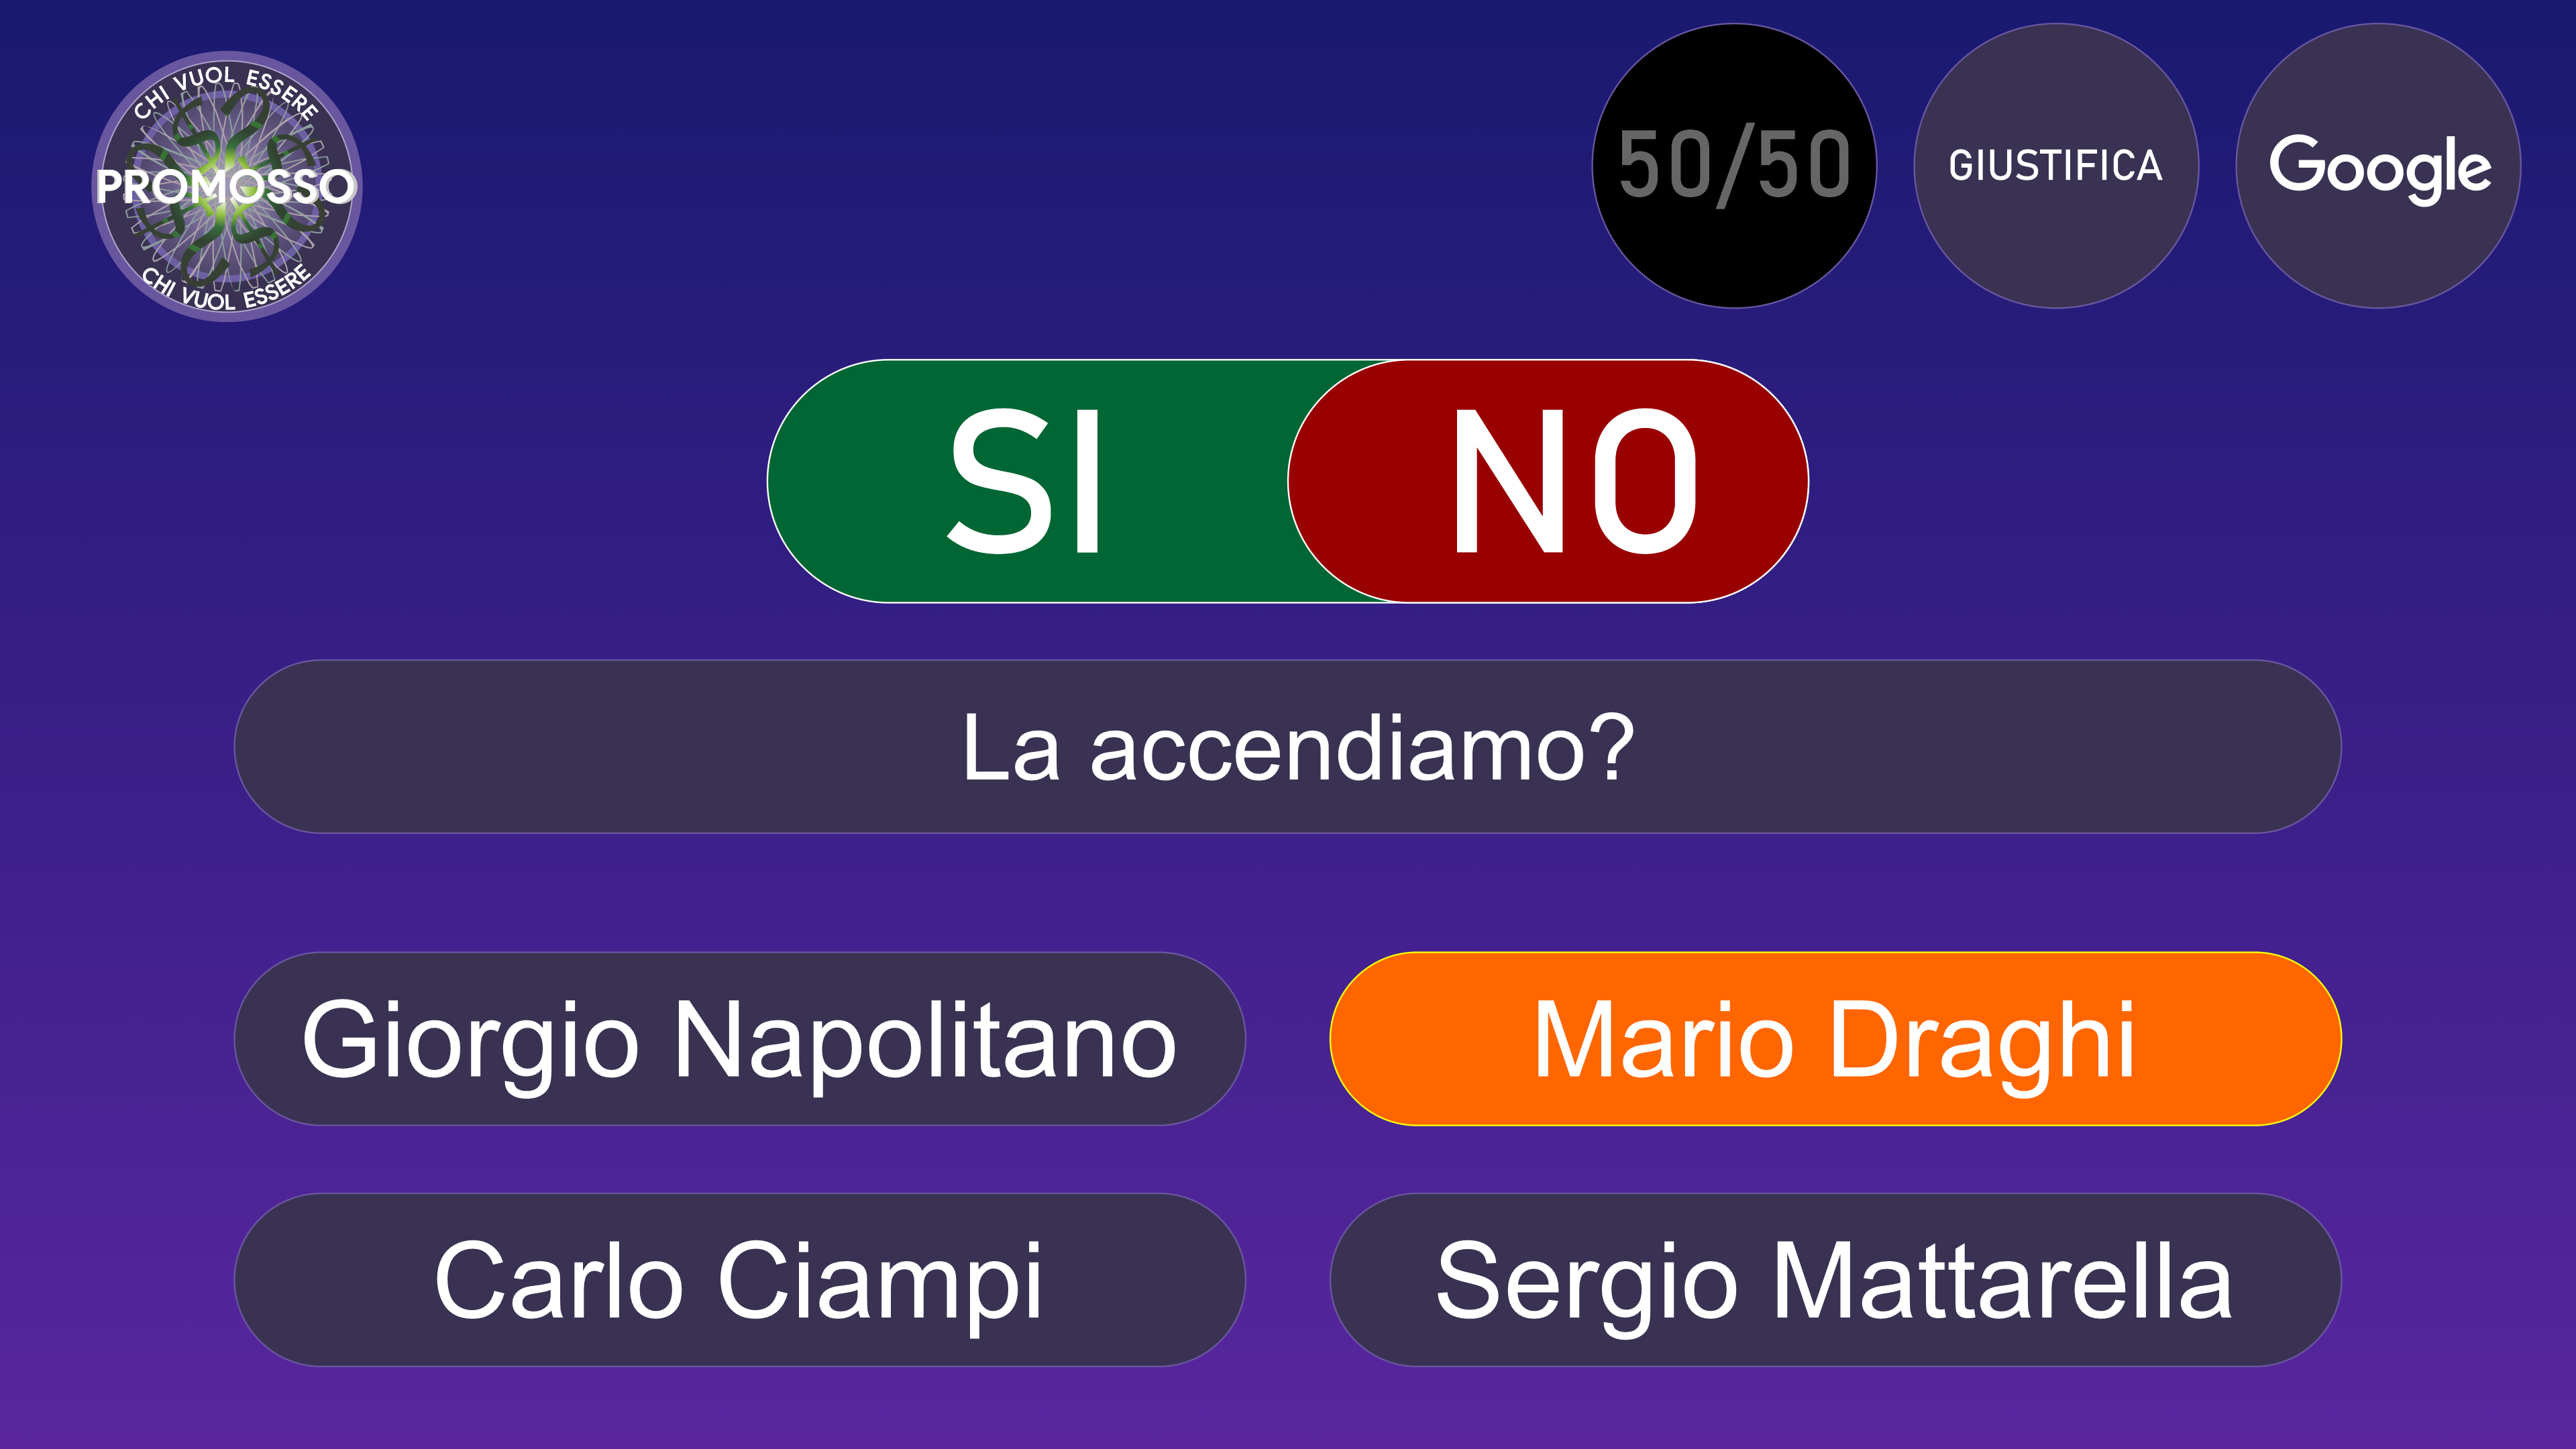 CHI VUOL ESSERE
PROMOSSO
CHI VUOL ESSERE
50/50
GIUSTIFICA
Google
SI
NO
La accendiamo?
Giorgio Napolitano
Mario Draghi
Carlo Ciampi
Sergio Mattarella